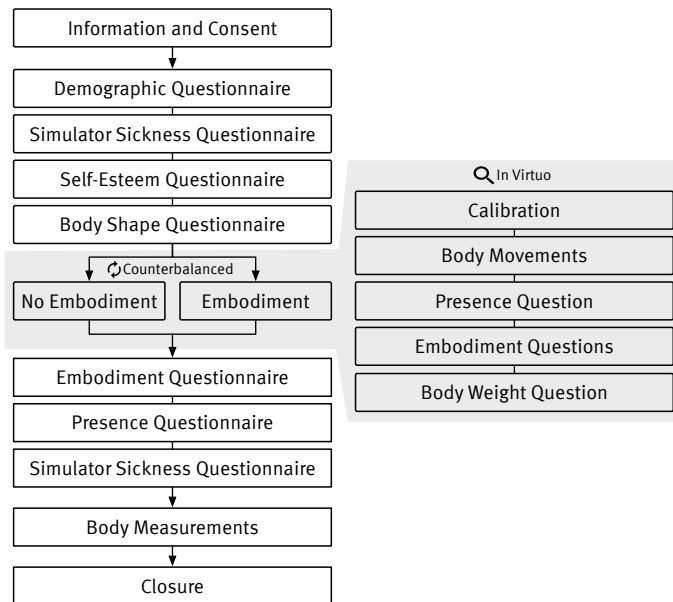 Information and Consent
Demographic Questionnaire
Simulator Sickness Questionnaire
Self-Esteem Questionnaire
Body Shape Questionnaire
Counterbalanced
No Embodiment
Embodiment
Embodiment Questionnaire
Presence Questionnaire
Simulator Sickness Questionnaire
Body Measurements
Closure
In Virtuo
Calibration
Body Movements
Presence Question
Embodiment Questions
Body Weight Question